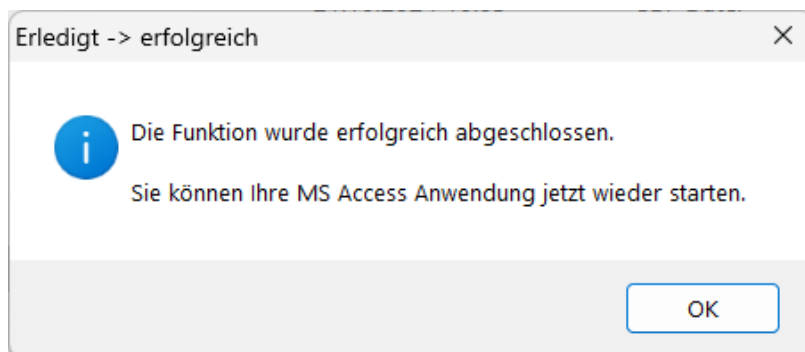 Erledigt -> erfolgreich
Die Funktion wurde erfolgreich abgeschlossen.
Sie können Ihre MS Access Anwendung jetzt wieder starten.
OK